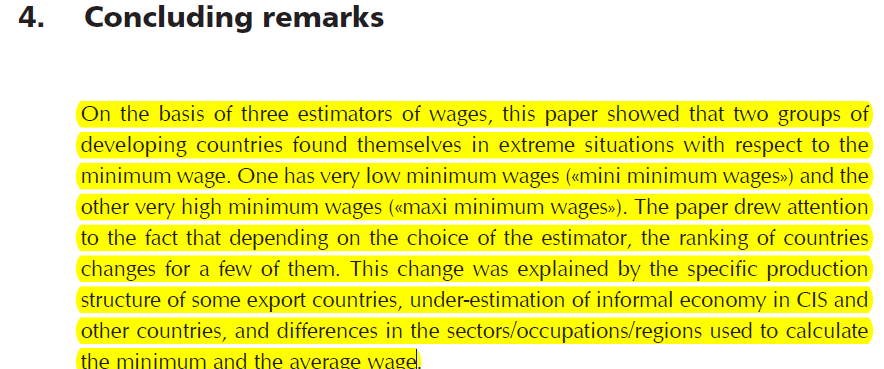 4. Concluding remarks
On the basis of three estimators of wages, this paper showed that two groups of
developing countries found themselves in extreme situations with respect to the
minimum wage. One has very low minimum wages («mini minimum wages») and the
other very high minimum wages («maxi minimum wages»). The paper drew attention
to the fact that depending on the choice of the estimator, the ranking of countries
changes for a few of them. This change was explained by the specific production
structure of some export countries, under-estimation of informal economy in CIS and
other countries, and differences in the sectors/occupations/regions used to calculate
the minimum and the average wage.